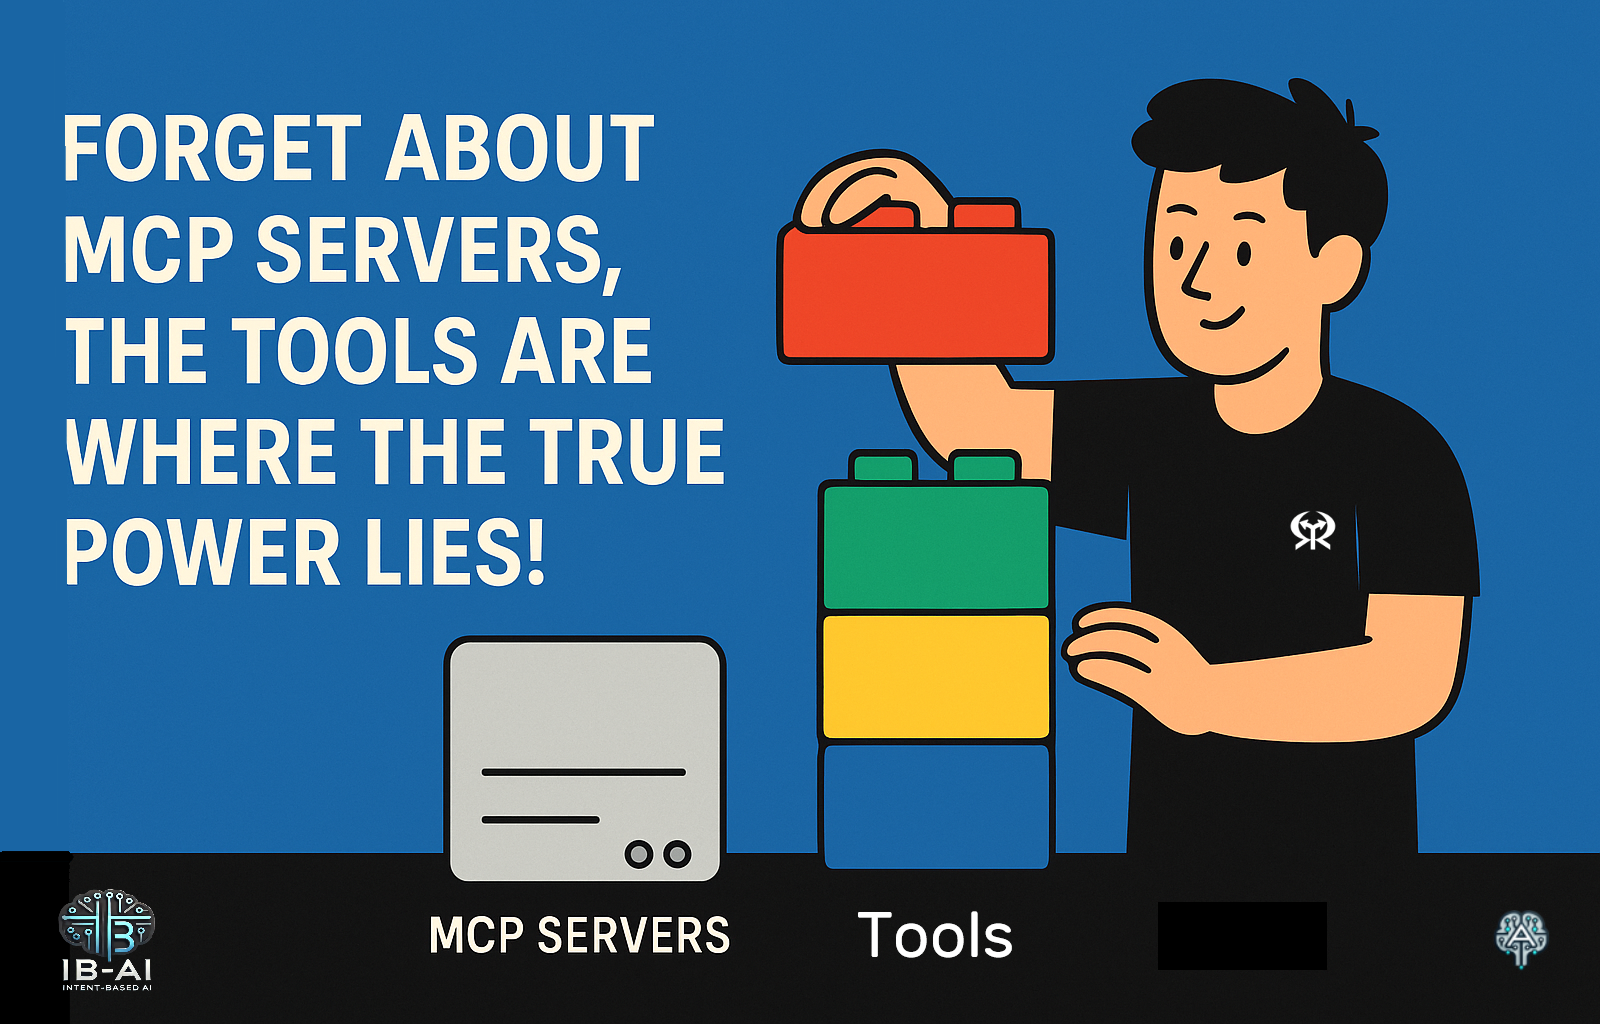 FORGET ABOUT
MCP SERVERS,
THE TOOLS ARE
WHERE THE TRUE
POWER LIES!
MCP SERVERS
Tools
IB-AI
INTENT-BASED AI